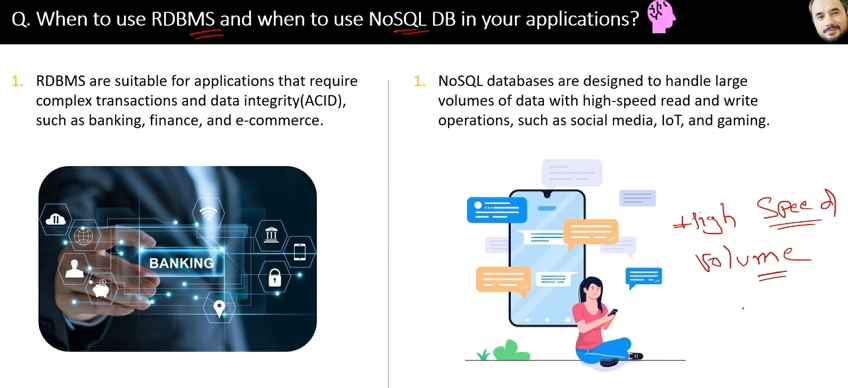 Q. When to use RDBMS and when to use NoSQL DB in your applications?
1. RDBMS are suitable for applications that require
complex transactions and data integrity(ACID),
such as banking, finance, and e-commerce.
BANKING
1. NoSQL databases are designed to handle large
volumes of data with high-speed read and write
operations, such as social media, IoT, and gaming.
High Speed
Volume